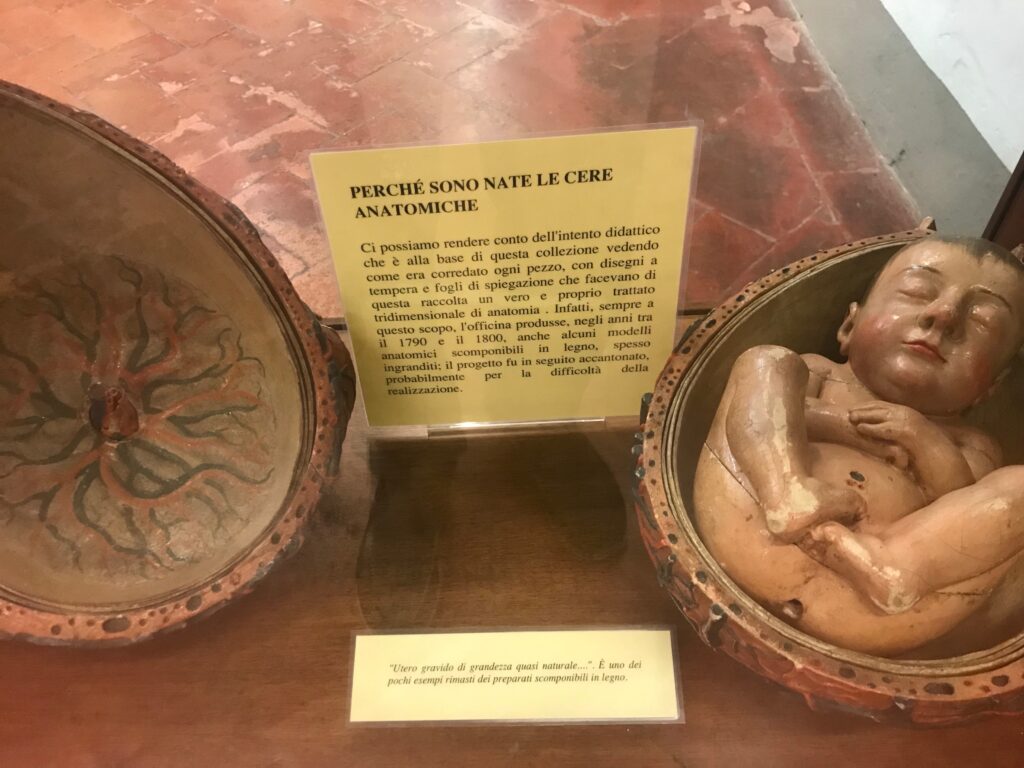 PERCHÉ SONO NATE LE CERE
ANATOMICHE
Ci possiamo rendere conto dell'intento didattico
che è alla base di questa collezione vedendo
come era corredato ogni pezzo, con disegni a
tempera e fogli di spiegazione che facevano di
questa raccolta un vero e proprio trattato
tridimensionale di anatomia . Infatti, sempre a
questo scopo, l'officina produsse, negli anni tra
il 1790 e il 1800, anche alcuni modelli
anatomici scomponibili in legno, spesso
ingranditi; il progetto fu in seguito accantonato,
probabilmente per la difficoltà della
realizzazione.
"Utero gravido di grandezza quasi naturale....". È uno dei
pochi esempi rimasti dei preparati scomponibili in legno.